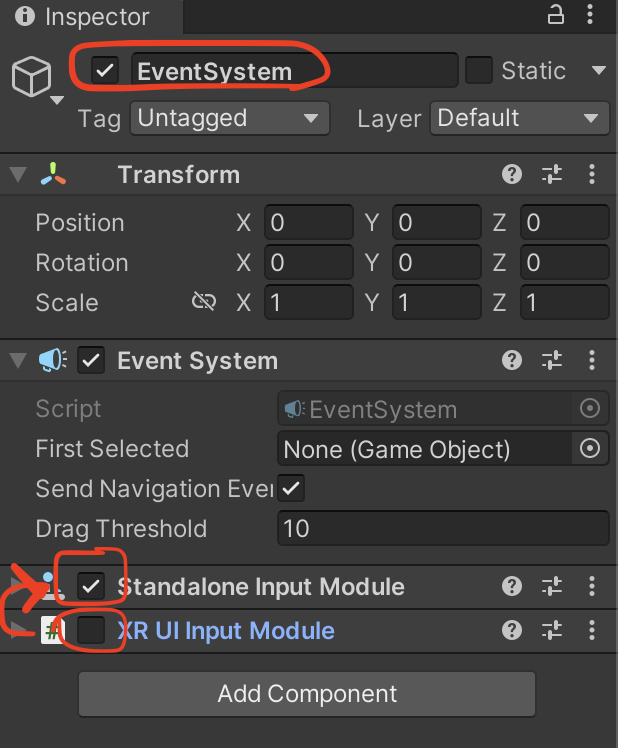 Inspector
EventSystem Static
Tag Untagged Layer Default
Transform
Position X 0 Y 0 Z 0
Rotation X 0 Y 0 Z 0
Scale X 1 Y 1 Z 1
Event System
Script EventSystem
First Selected None (Game Object)
Send Navigation Ever
Drag Threshold 10
Standalone Input Module
# XR UI Input Module
Add Component